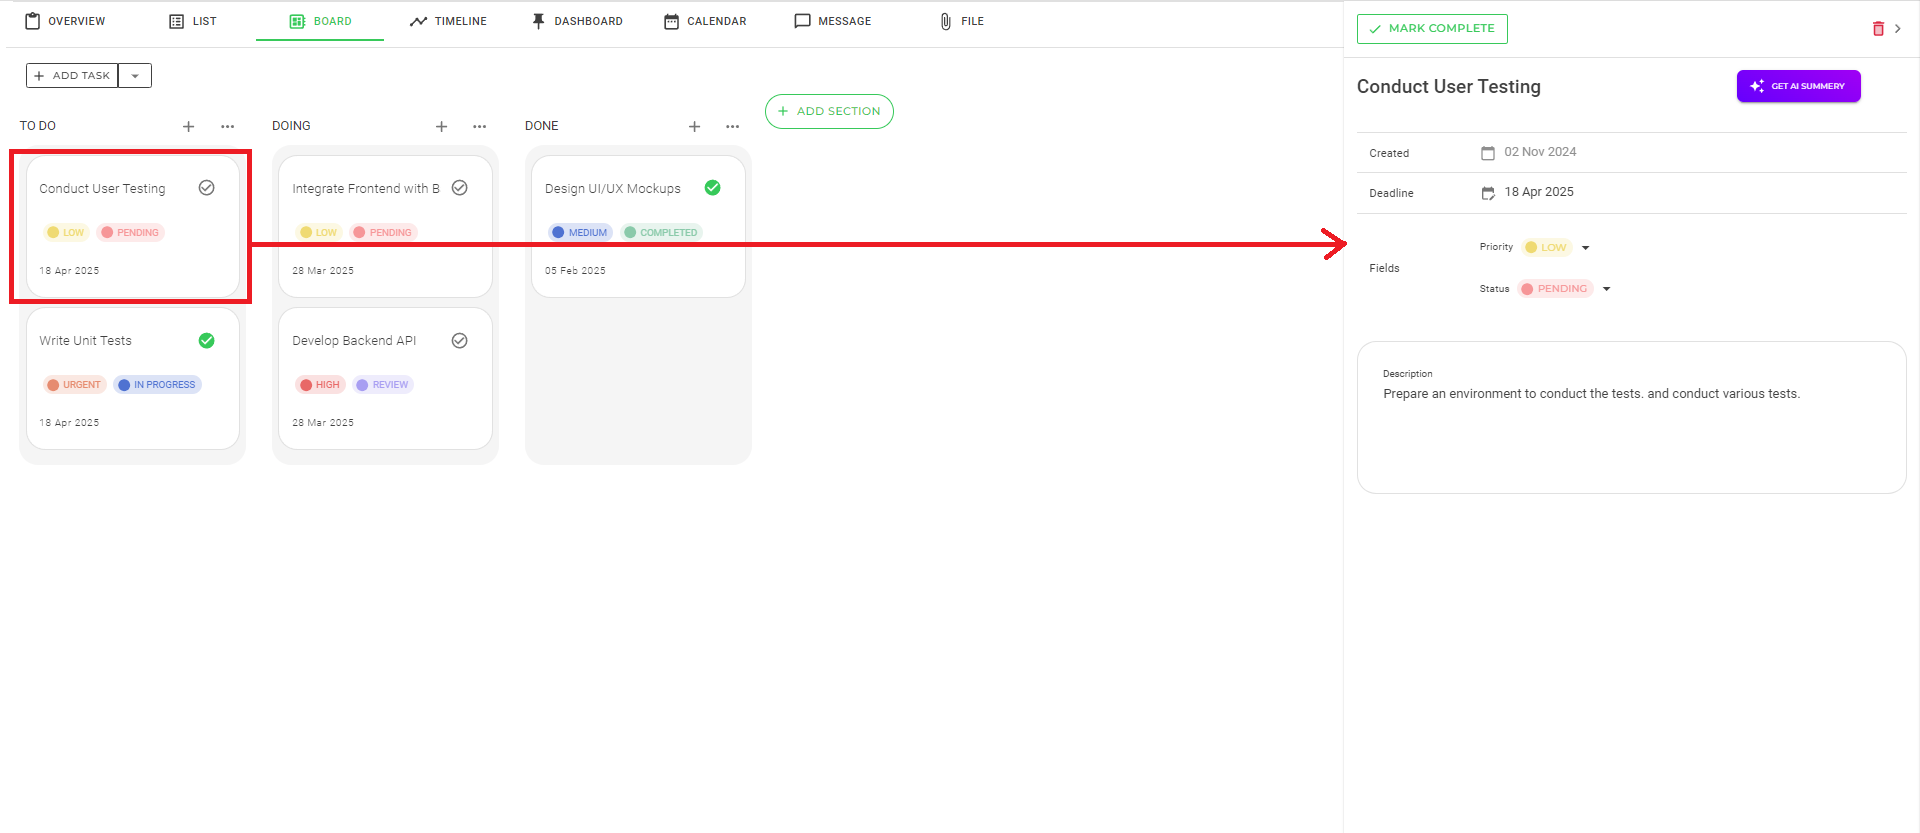 OVERVIEW LIST BOARD TIMELINE DASHBOARD CALENDAR MESSAGE FILE
ADD TASK
ADD SECTION
TO DO
Conduct User Testing
LOW PENDING
18 Apr 2025
Write Unit Tests
URGENT IN PROGRESS
18 Apr 2025
DOING
Integrate Frontend with B
LOW PENDING
28 Mar 2025
Develop Backend API
HIGH REVIEW
28 Mar 2025
DONE
Design UI/UX Mockups
MEDIUM COMPLETED
05 Feb 2025
MARK COMPLETE
Conduct User Testing
GET AI SUMMERY
Created 02 Nov 2024
Deadline 18 Apr 2025
Fields
Priority LOW
Status PENDING
Description
Prepare an environment to conduct the tests. and conduct various tests.